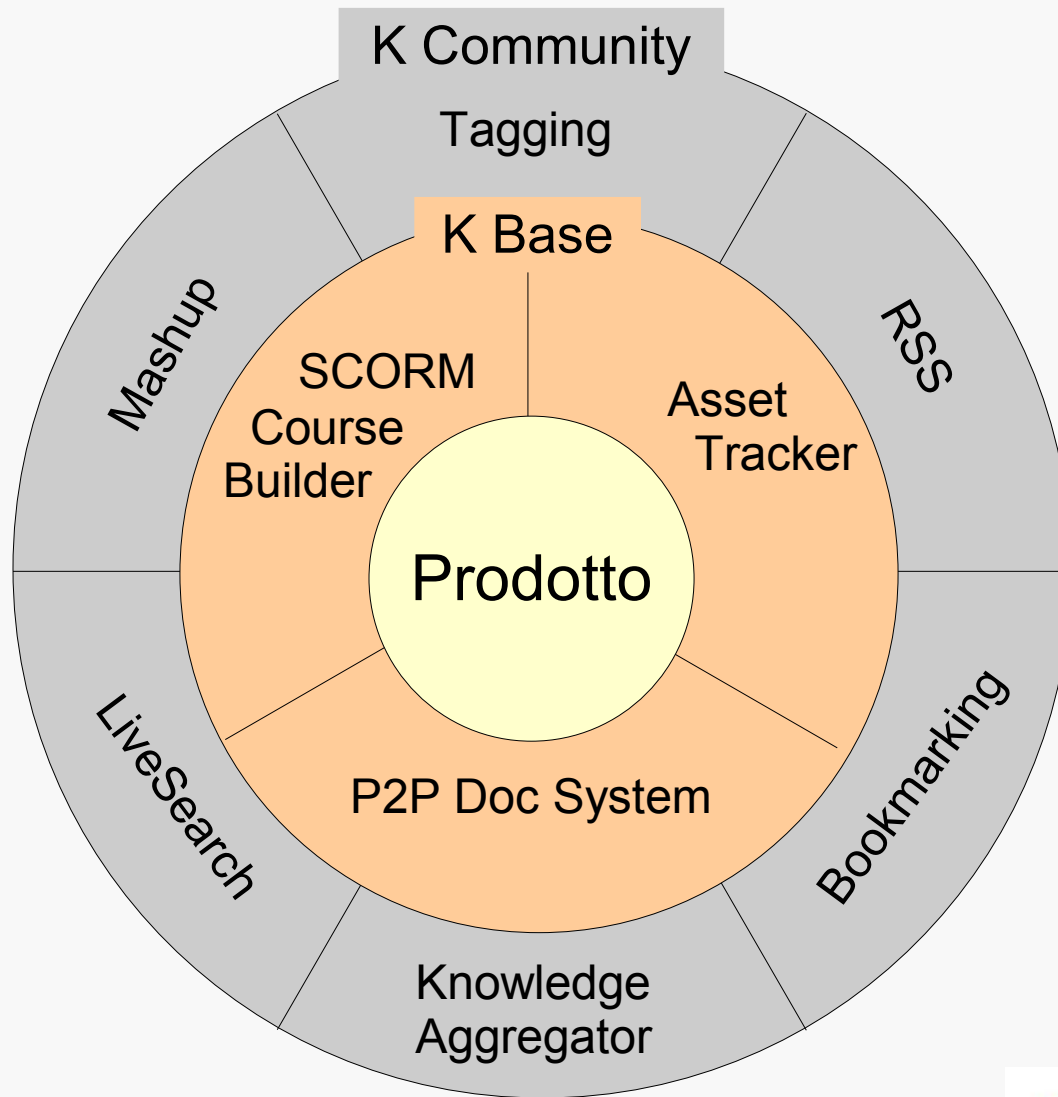 K Community
Tagging
K Base
Mashup
RSS
SCORM
Course
Builder
Asset
Tracker
Prodotto
LiveSearch
Bookmarking
P2P Doc System
Knowledge
Aggregator